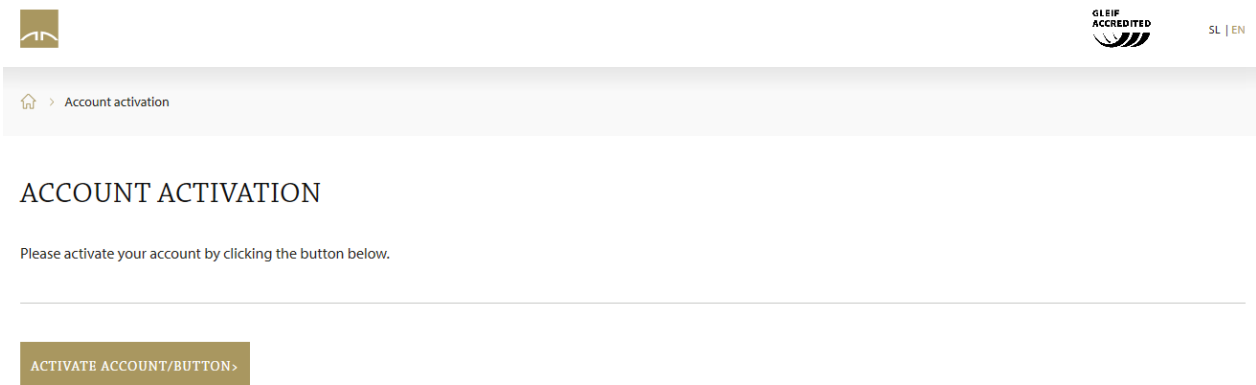 GLEIF
ACCREDITED
SL | EN
> Account activation
ACCOUNT ACTIVATION
Please activate your account by clicking the button below.
ACTIVATE ACCOUNT/BUTTON>